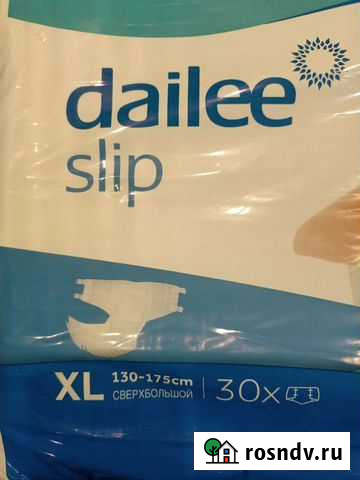 dailee
slip
XL 130-175cm
СВЕРХБОЛЬШОЙ
30x
rosndv.ru